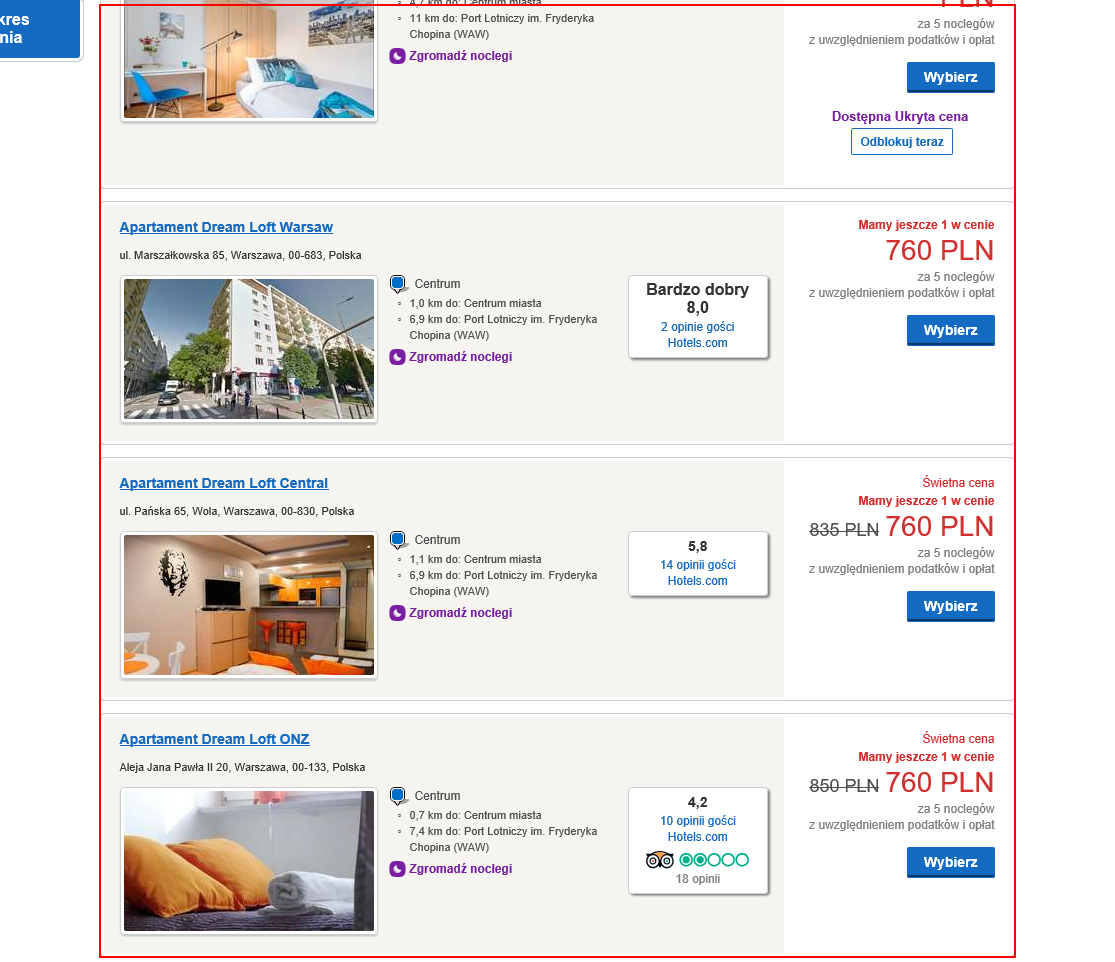 kres
nia
4,7 km do: Centrum miasta
11 km do: Port Lotniczy im. Fryderyka
Chopina (WAW)
Zgromadź noclegi
PLN
za 5 noclegów
z uwzględnieniem podatków i opłat
Wybierz
Dostępna Ukryta cena
Odblokuj teraz
Apartament Dream Loft Warsaw
ul. Marszałkowska 85, Warszawa, 00-683, Polska
Centrum
1,0 km do: Centrum miasta
6,9 km do: Port Lotniczy im. Fryderyka
Chopina (WAW)
Zgromadź noclegi
Bardzo dobry
8,0
2 opinie gości
Hotels.com
Mamy jeszcze 1 w cenie
760 PLN
za 5 noclegów
z uwzględnieniem podatków i opłat
Wybierz
Apartament Dream Loft Central
ul. Pańska 65, Wola, Warszawa, 00-830, Polska
Centrum
1,1 km do: Centrum miasta
6,9 km do: Port Lotniczy im. Fryderyka
Chopina (WAW)
Zgromadź noclegi
5,8
14 opinii gości
Hotels.com
Świetna cena
Mamy jeszcze 1 w cenie
835 PLN 760 PLN
za 5 noclegów
z uwzględnieniem podatków i opłat
Wybierz
Apartament Dream Loft ONZ
Aleja Jana Pawła II 20, Warszawa, 00-133, Polska
Centrum
0,7 km do: Centrum miasta
7,4 km do: Port Lotniczy im. Fryderyka
Chopina (WAW)
Zgromadź noclegi
4,2
10 opinii gości
Hotels.com
18 opinii
Świetna cena
Mamy jeszcze 1 w cenie
850 PLN 760 PLN
za 5 noclegów
z uwzględnieniem podatków i opłat
Wybierz